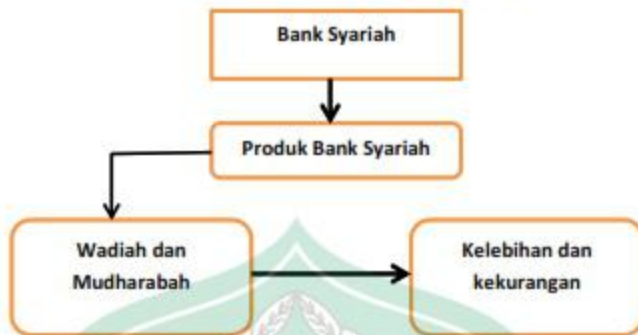 Bank Syariah
Produk Bank Syariah
Wadiah dan
Mudharabah
Kelebihan dan
kekurangan